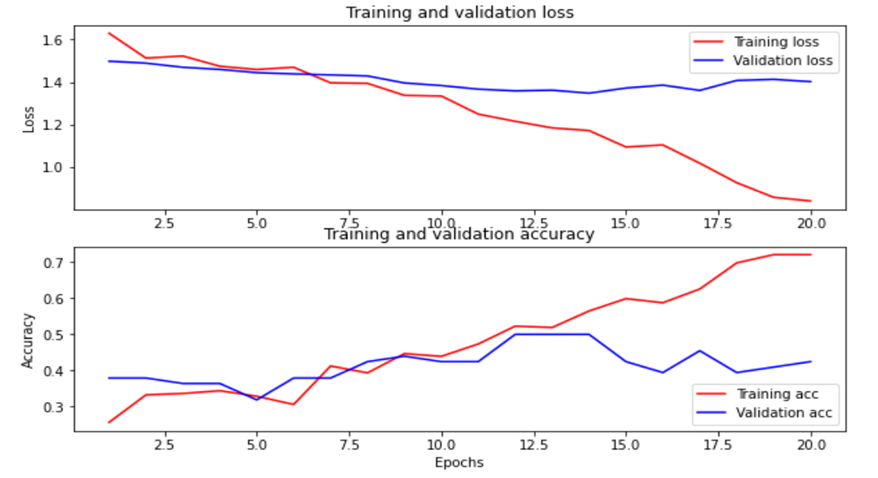 Training and validation loss
1.6
1.4
1.2
1.0
Loss
Training loss
Validation loss
2.5 5.0 7.5 10.0 12.5 15.0 17.5 20.0
Training and validation accuracy
0.7
0.6
0.5
0.4
0.3
Accuracy
Training acc
Validation acc
2.5 5.0 7.5 10.0 12.5 15.0 17.5 20.0
Epochs